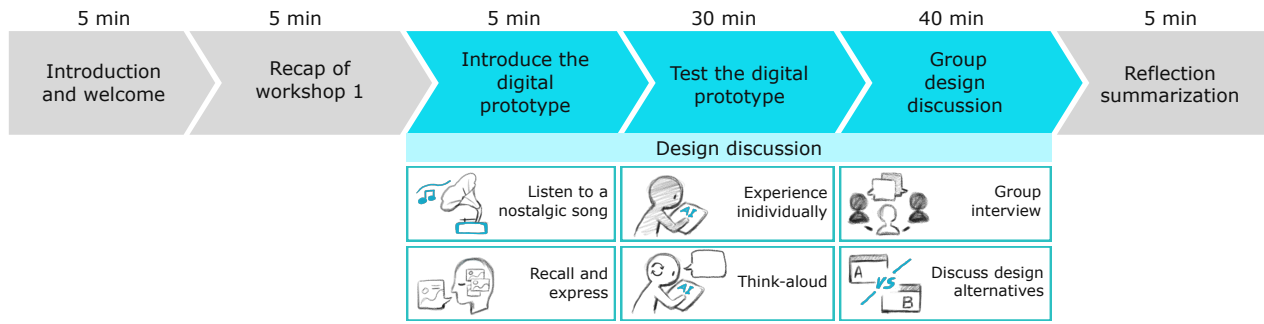 5 min
5 min
5 min
30 min
40 min
5 min
Introduction
and welcome
Recap of
workshop 1
Introduce the
digital
prototype
Test the digital
prototype
Group
design
discussion
Reflection
summarization
Design discussion
Listen to a
nostalgic song
AI
Experience
inidividually
Group
interview
Recall and
express
AI
Think-aloud
A
VS
B
Discuss design
alternatives